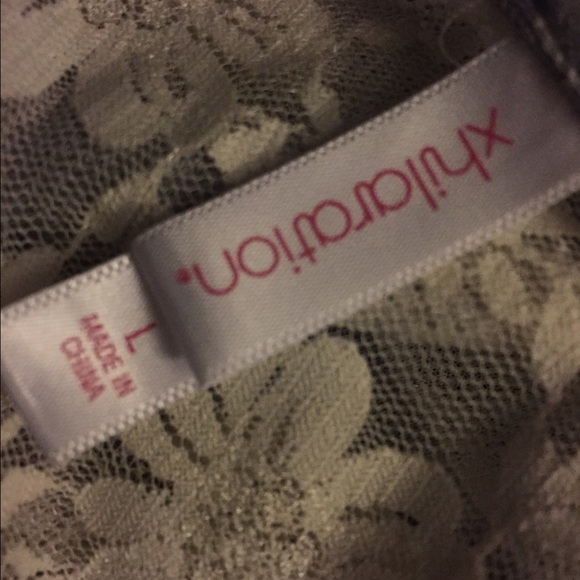 xhilaration.
L
MADE IN
CHINA